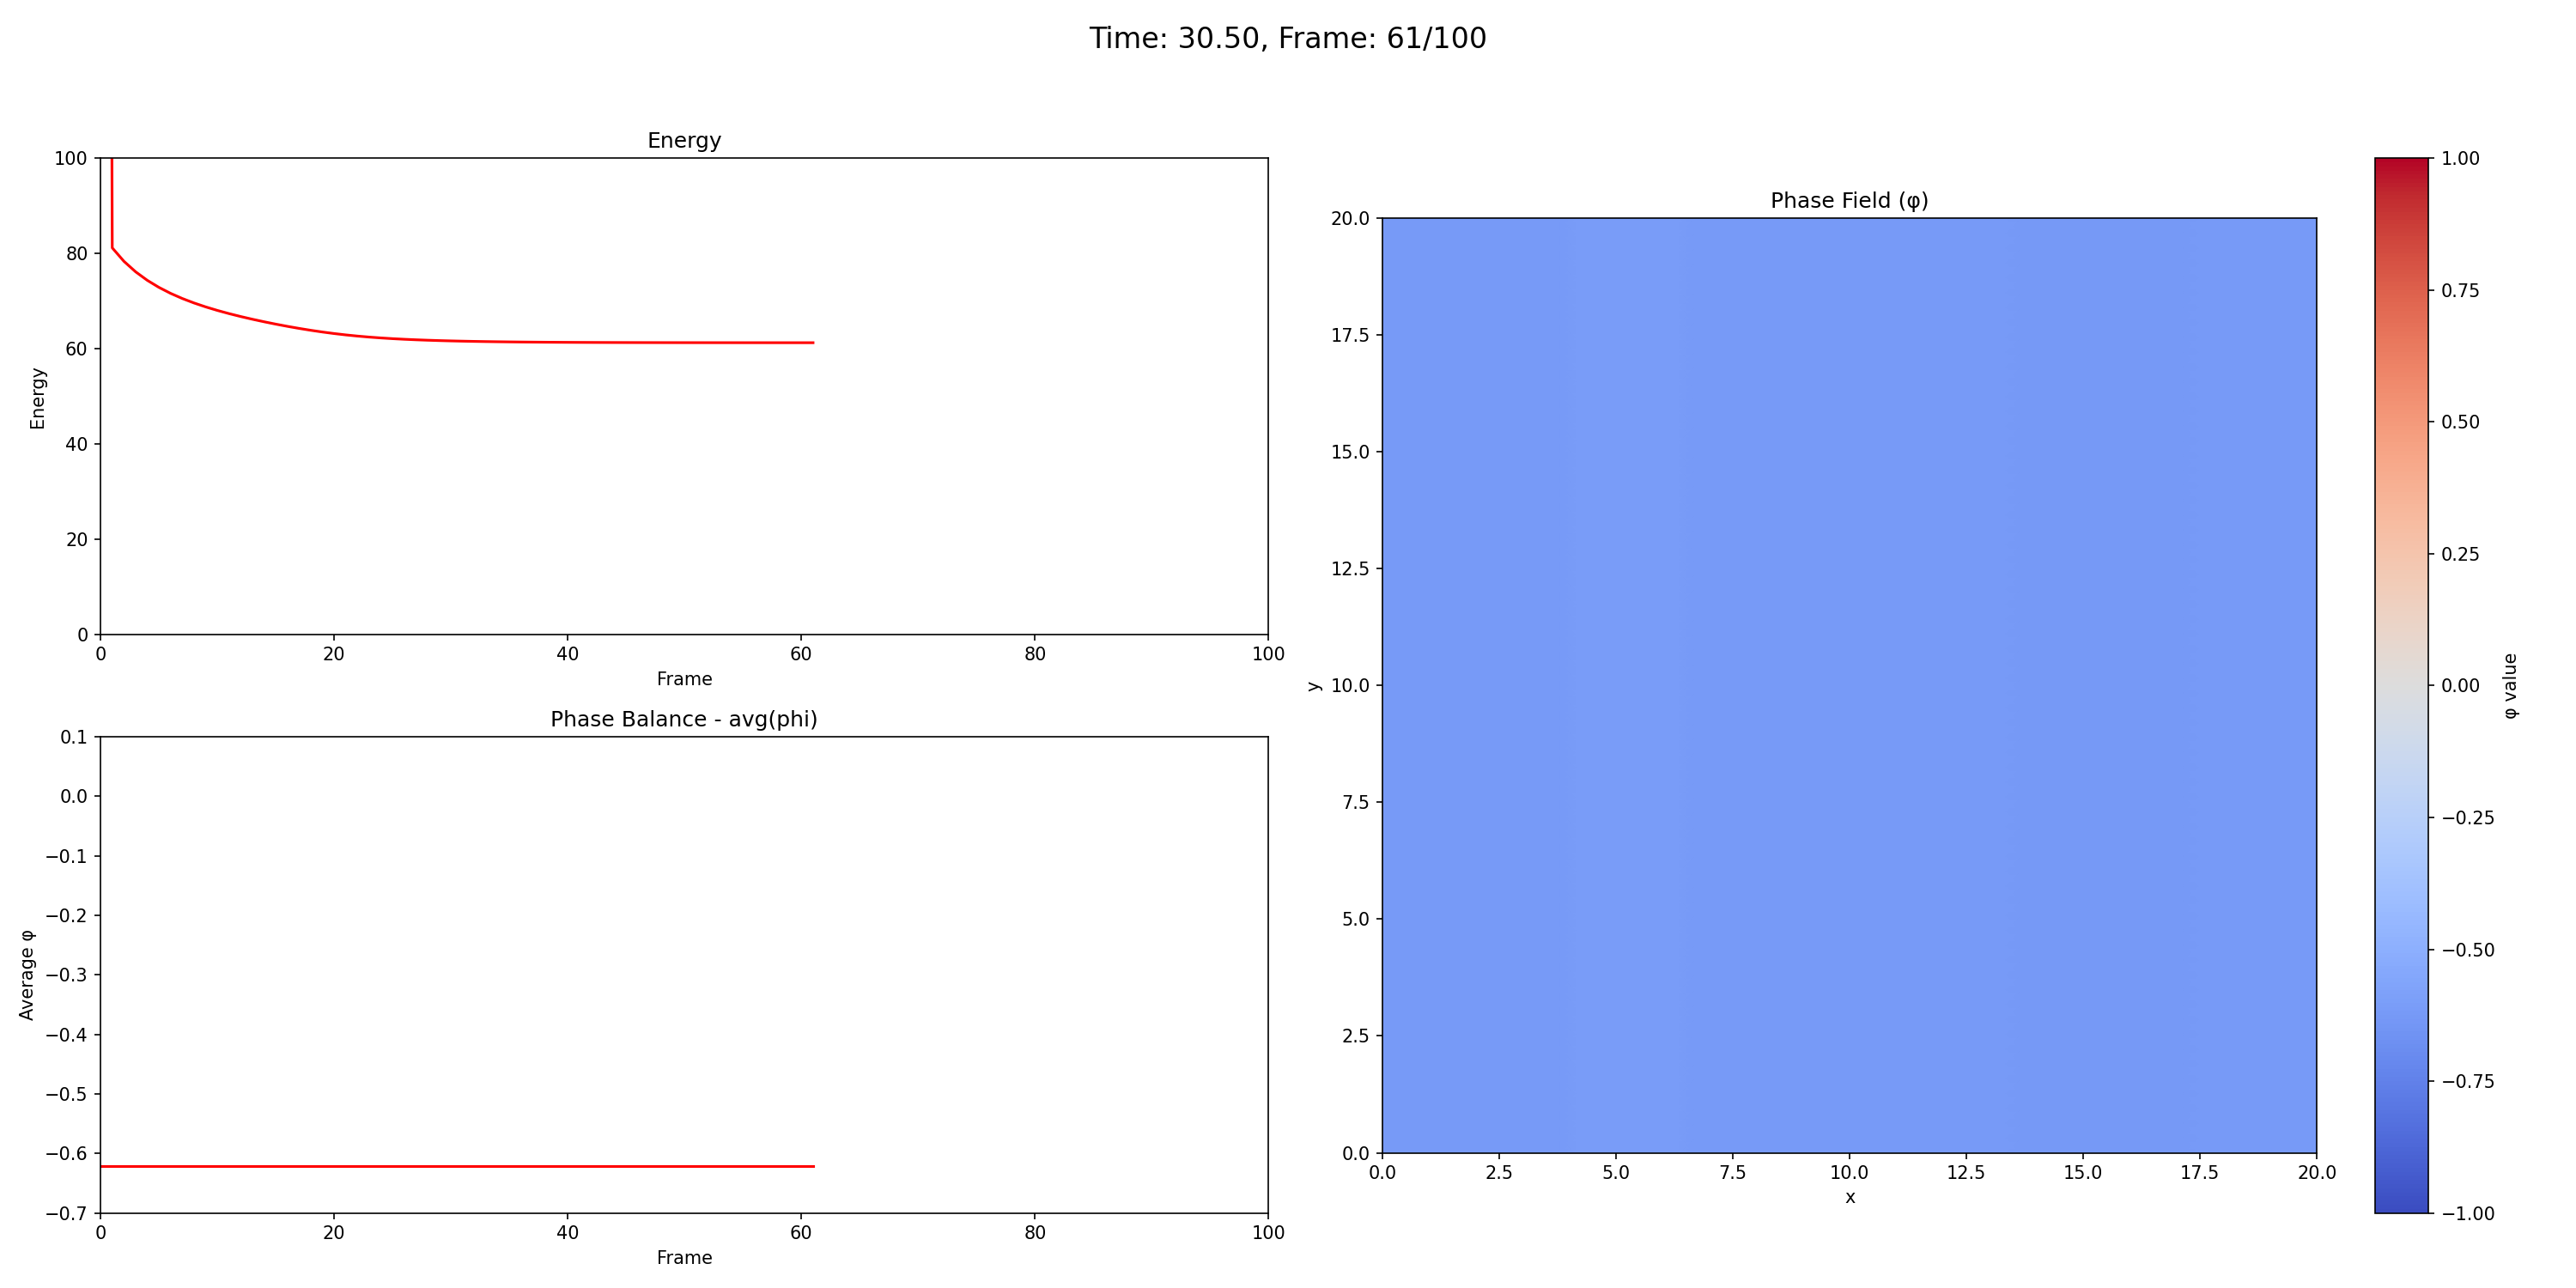 Time: 30.50, Frame: 61/100
Energy
100
80
60
40
20
0
Energy
0 20 40 60 80 100
Frame
Phase Balance - avg(phi)
0.1
0.0
−0.1
−0.2
−0.3
−0.4
−0.5
−0.6
−0.7
Average φ
0 20 40 60 80 100
Frame
Phase Field (φ)
20.0
17.5
15.0
12.5
10.0
7.5
5.0
2.5
0.0
y
0.0 2.5 5.0 7.5 10.0 12.5 15.0 17.5 20.0
x
1.00
0.75
0.50
0.25
0.00
−0.25
−0.50
−0.75
−1.00
φ value